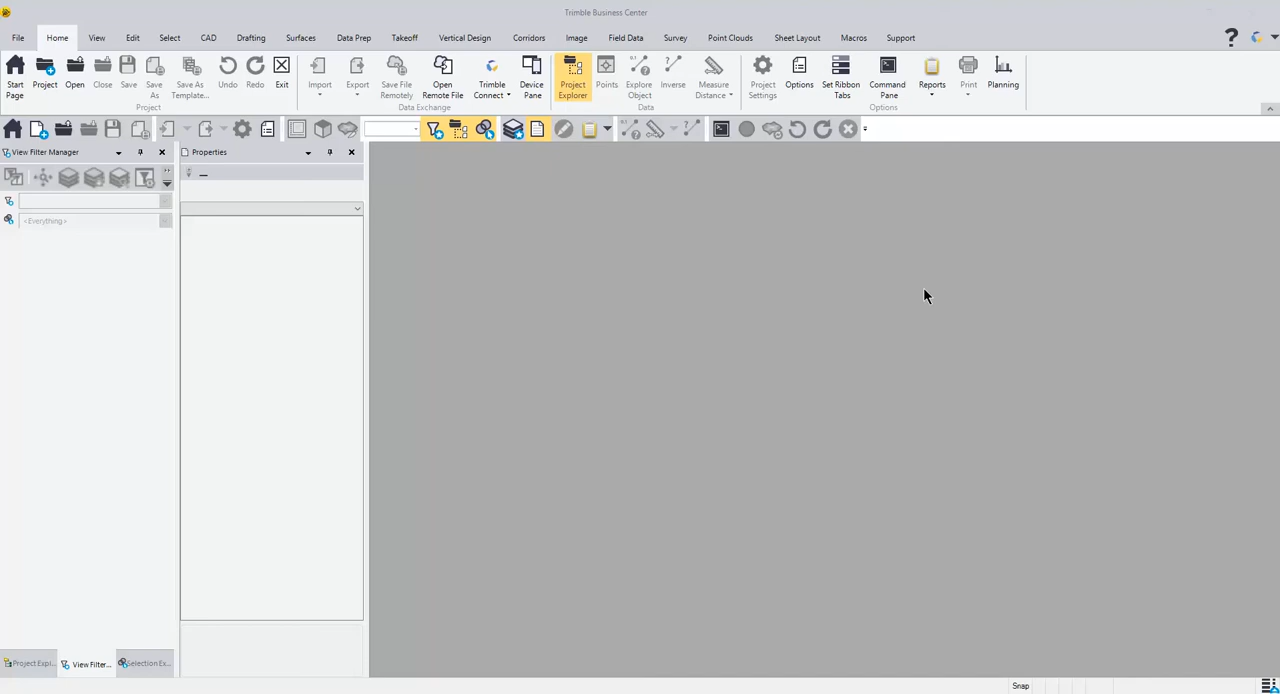 Trimble Business Center
File Home View Edit Select CAD Drafting Surfaces Data Prep Takeoff Vertical Design Corridors Image Field Data Survey Point Clouds Sheet Layout Macros Support
Start Page Project Open Close Save Save As Save As Template... Undo Redo Exit Import Export Save File Remotely Open Remote File Trimble Connect Device Pane Project Explorer Points Explore Object Inverse Measure Distance Project Settings Options Set Ribbon Tabs Command Pane Reports Print Planning
Project Data Exchange Data Options
View Filter Manager Properties
<Everything>
Project Expl... View Filter... Selection Ex...
Snap